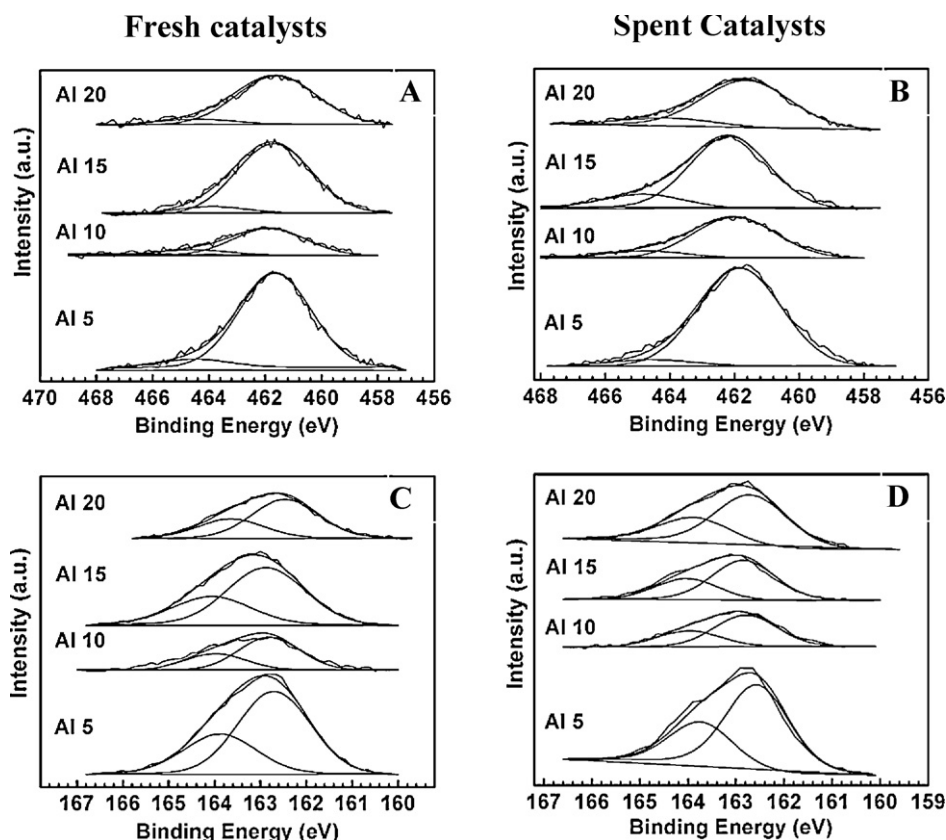 Fresh catalysts
Spent Catalysts
A
Al 20
Al 15
Al 10
Al 5
Intensity (a.u.)
470 468 466 464 462 460 458 456
Binding Energy (eV)
B
Al 20
Al 15
Al 10
Al 5
Intensity (a.u.)
468 466 464 462 460 458 456
Binding Energy (eV)
C
Al 20
Al 15
Al 10
Al 5
Intensity (a.u.)
167 166 165 164 163 162 161 160
Binding Energy (eV)
D
Al 20
Al 15
Al 10
Al 5
Intensity (a.u.)
167 166 165 164 163 162 161 160 159
Binding Energy (eV)